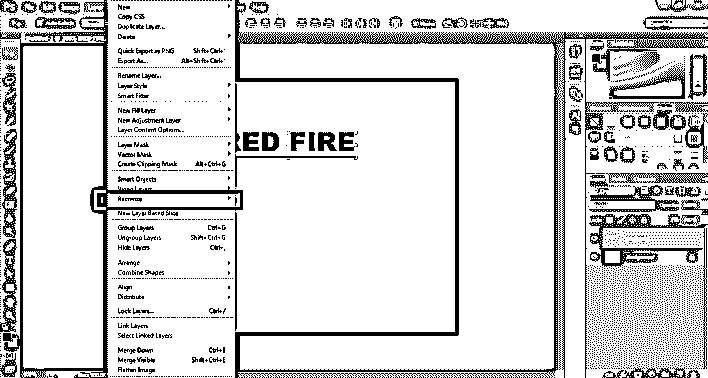 New
Copy CSS
Duplicate Layer...
Delete
Quick Export as PNG Shift+Ctrl+'
Export As... Alt+Shift+Ctrl+'
Rename Layer...
Layer Style
Smart Filter
New Fill Layer
New Adjustment Layer
Layer Content Options...
Layer Mask
Vector Mask
Create Clipping Mask Alt+Ctrl+G
RED FIRE
Smart Objects
Video Layers
Rasterize
New Layer Based Slice
Group Layers Ctrl+G
Ungroup Layers Shift+Ctrl+G
Hide Layers Ctrl+,
Arrange
Combine Shapes
Align
Distribute
Lock Layers... Ctrl+/
Link Layers
Select Linked Layers
Merge Down Ctrl+E
Merge Visible Shift+Ctrl+E
Flatten Image